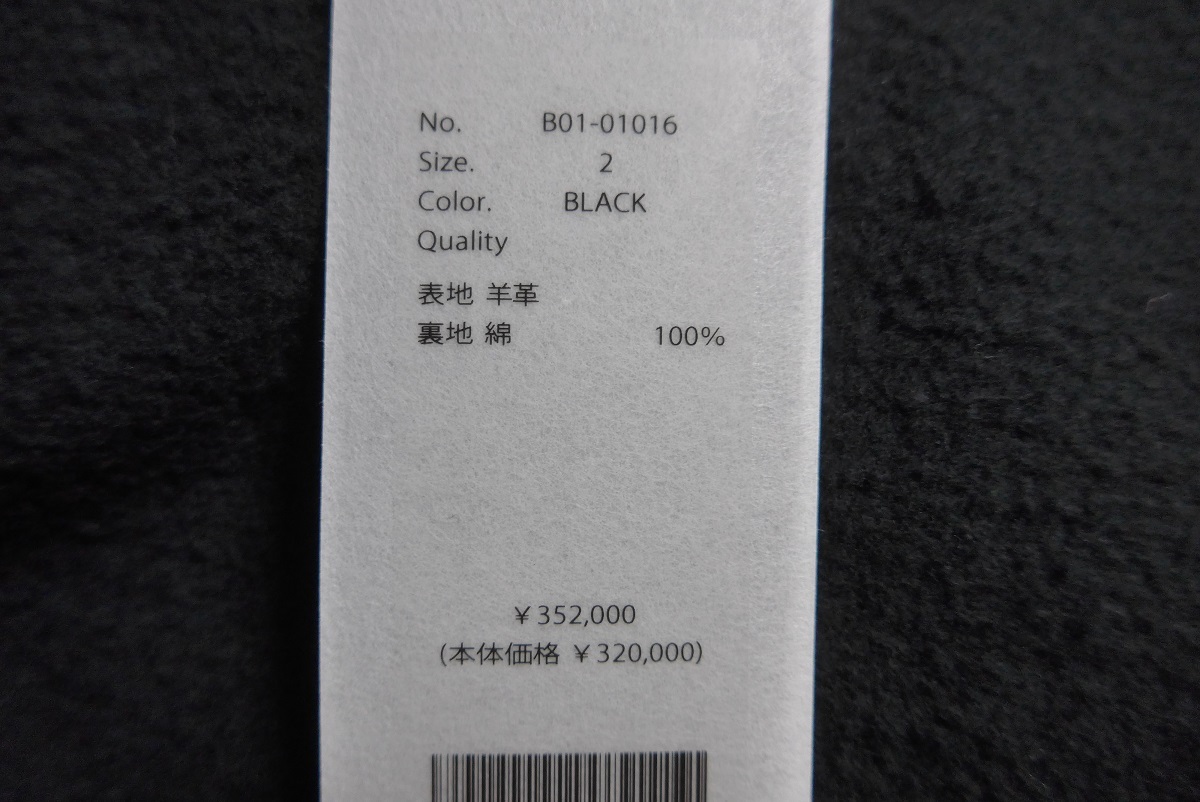 No. B01-01016
Size. 2
Color. BLACK
Quality
表地 羊革
裏地 綿 100%
¥352,000
(本体価格 ¥320,000)